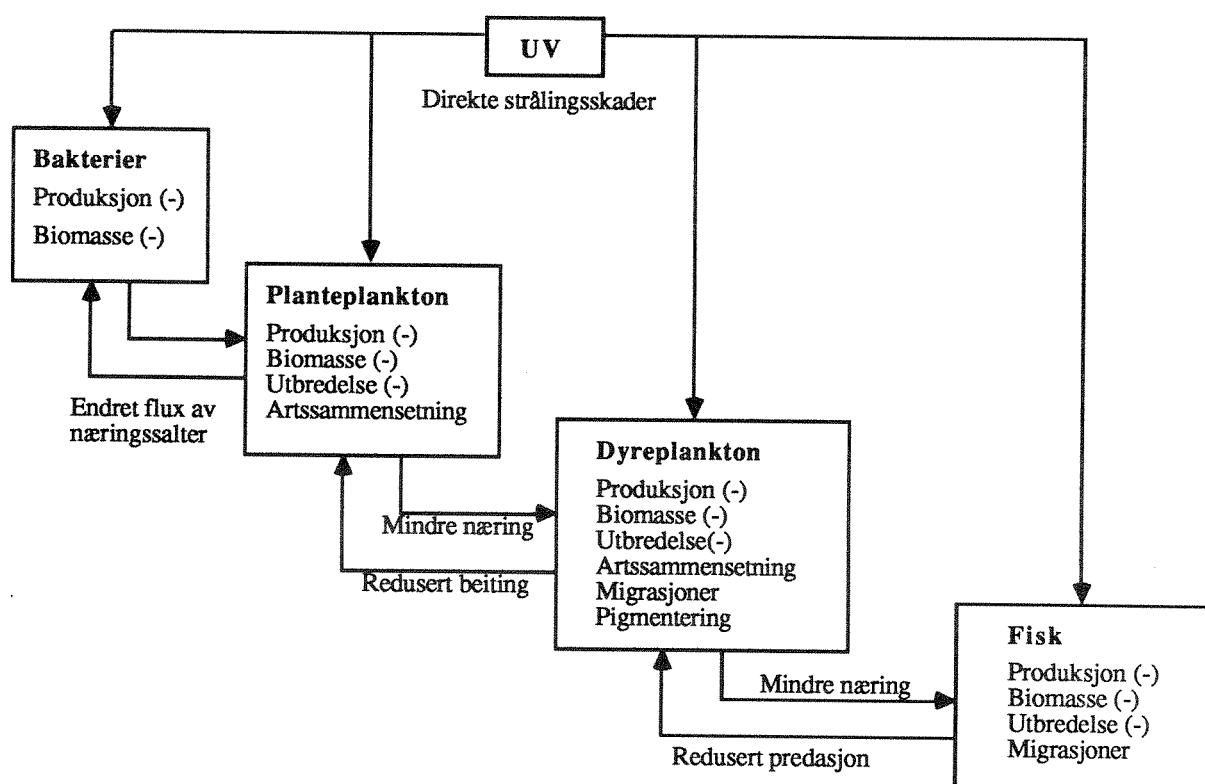 UV
Direkte strålingsskader
Bakterier
Produksjon (-)
Biomasse (-)
Planteplankton
Produksjon (-)
Biomasse (-)
Utbredelse (-)
Artssammensetning
Endret flux av
næringssalter
Dyreplankton
Produksjon (-)
Biomasse (-)
Utbredelse(-)
Artssammensetning
Migrasjoner
Pigmentering
Mindre næring
Redusert beiting
Fisk
Produksjon (-)
Biomasse (-)
Utbredelse (-)
Migrasjoner
Mindre næring
Redusert predasjon